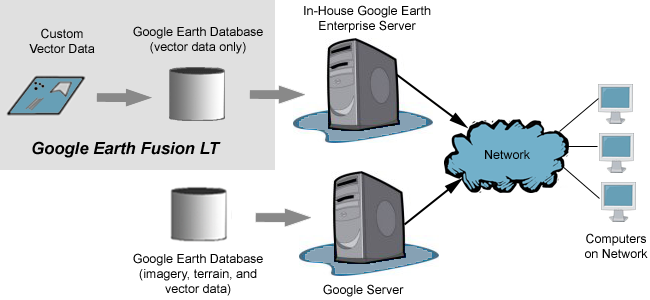 Custom
Vector Data
Google Earth Database
(vector data only)
In-House Google Earth
Enterprise Server
Google Earth Fusion LT
Network
Google Earth Database
(imagery, terrain, and
vector data)
Google Server
Computers
on Network